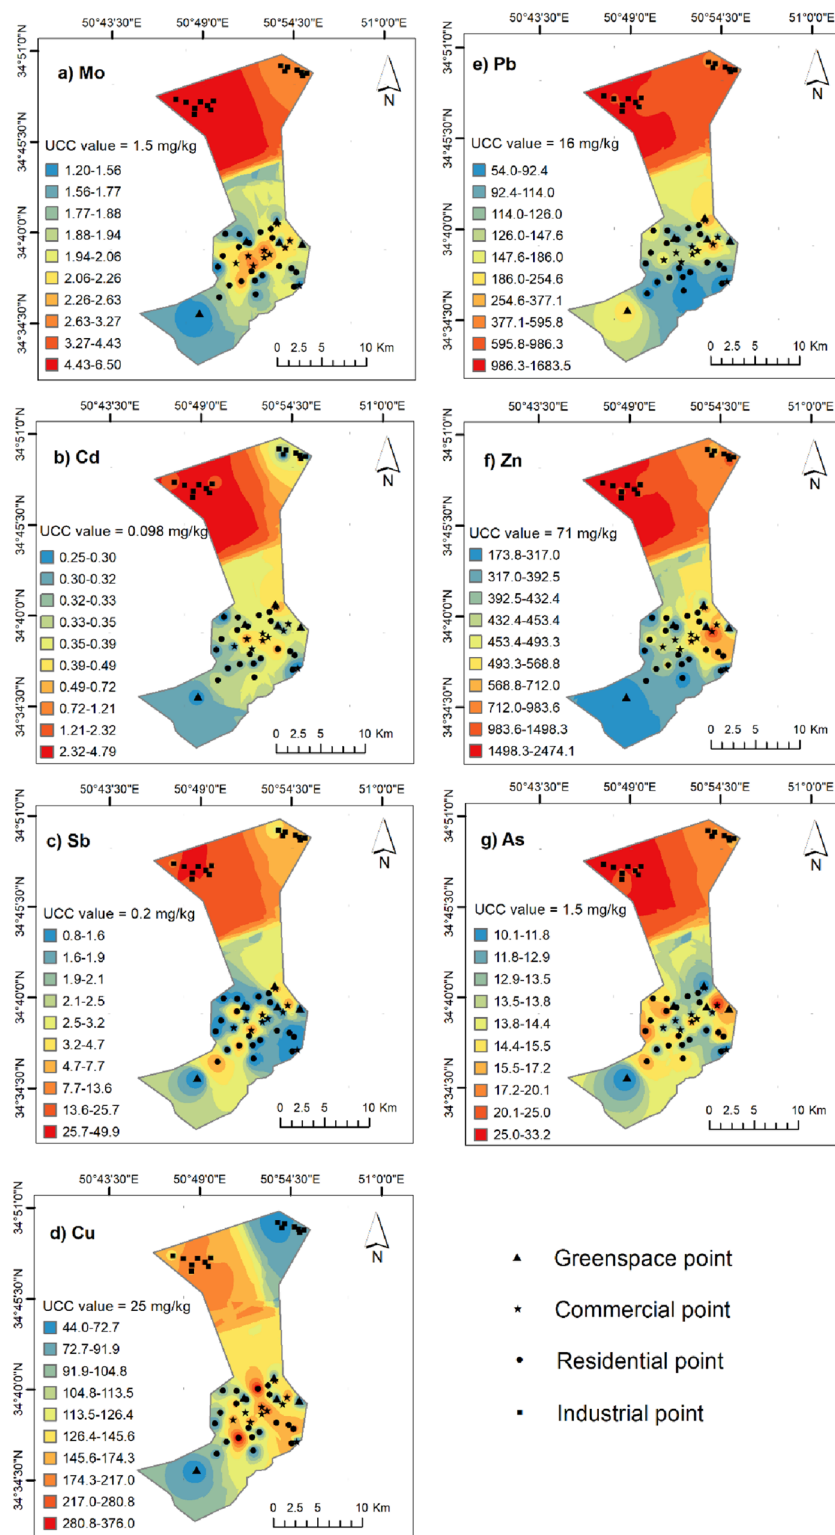 50°43'30"E 50°49'0"E 50°54'30"E 51°0'0"E
34°51'0"N
34°45'30"N
34°40'0"N
34°34'30"N
a) Mo
N
UCC value = 1.5 mg/kg
1.20-1.56
1.56-1.77
1.77-1.88
1.88-1.94
1.94-2.06
2.06-2.26
2.26-2.63
2.63-3.27
3.27-4.43
4.43-6.50
0 2.5 5 10 Km
50°43'30"E 50°49'0"E 50°54'30"E 51°0'0"E
34°51'0"N
34°45'30"N
34°40'0"N
34°34'30"N
e) Pb
N
UCC value = 16 mg/kg
54.0-92.4
92.4-114.0
114.0-126.0
126.0-147.6
147.6-186.0
186.0-254.6
254.6-377.1
377.1-595.8
595.8-986.3
986.3-1683.5
0 2.5 5 10 Km
50°43'30"E 50°49'0"E 50°54'30"E 51°0'0"E
34°51'0"N
34°45'30"N
34°40'0"N
34°34'30"N
b) Cd
N
UCC value = 0.098 mg/kg
0.25-0.30
0.30-0.32
0.32-0.33
0.33-0.35
0.35-0.39
0.39-0.49
0.49-0.72
0.72-1.21
1.21-2.32
2.32-4.79
0 2.5 5 10 Km
50°43'30"E 50°49'0"E 50°54'30"E 51°0'0"E
34°51'0"N
34°45'30"N
34°40'0"N
34°34'30"N
f) Zn
N
UCC value = 71 mg/kg
173.8-317.0
317.0-392.5
392.5-432.4
432.4-453.4
453.4-493.3
493.3-568.8
568.8-712.0
712.0-983.6
983.6-1498.3
1498.3-2474.1
0 2.5 5 10 Km
50°43'30"E 50°49'0"E 50°54'30"E 51°0'0"E
34°51'0"N
34°45'30"N
34°40'0"N
34°34'30"N
c) Sb
N
UCC value = 0.2 mg/kg
0.8-1.6
1.6-1.9
1.9-2.1
2.1-2.5
2.5-3.2
3.2-4.7
4.7-7.7
7.7-13.6
13.6-25.7
25.7-49.9
0 2.5 5 10 Km
50°43'30"E 50°49'0"E 50°54'30"E 51°0'0"E
34°51'0"N
34°45'30"N
34°40'0"N
34°34'30"N
g) As
N
UCC value = 1.5 mg/kg
10.1-11.8
11.8-12.9
12.9-13.5
13.5-13.8
13.8-14.4
14.4-15.5
15.5-17.2
17.2-20.1
20.1-25.0
25.0-33.2
0 2.5 5 10 Km
50°43'30"E 50°49'0"E 50°54'30"E 51°0'0"E
34°51'0"N
34°45'30"N
34°40'0"N
34°34'30"N
d) Cu
N
UCC value = 25 mg/kg
44.0-72.7
72.7-91.9
91.9-104.8
104.8-113.5
113.5-126.4
126.4-145.6
145.6-174.3
174.3-217.0
217.0-280.8
280.8-376.0
0 2.5 5 10 Km
Greenspace point
Commercial point
Residential point
Industrial point